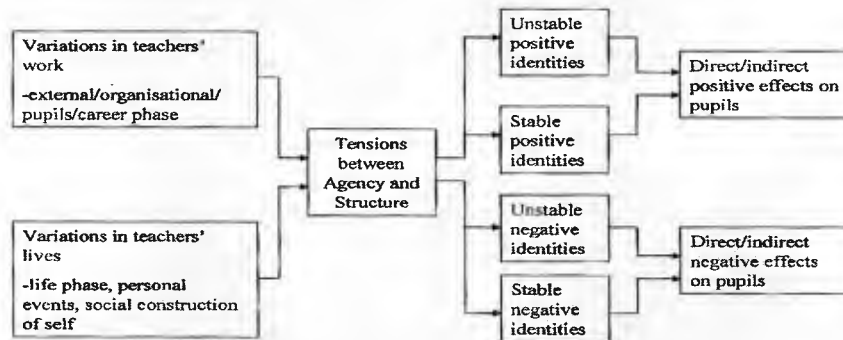 Variations in teachers'
work
-external/organisational/
pupils/career phase
Variations in teachers'
lives
-life phase, personal
events, social construction
of self
Tensions
between
Agency and
Structure
Unstable
positive
identities
Stable
positive
identities
Unstable
negative
identities
Stable
negative
identities
Direct/indirect
positive effects on
pupils
Direct/indirect
negative effects
on pupils